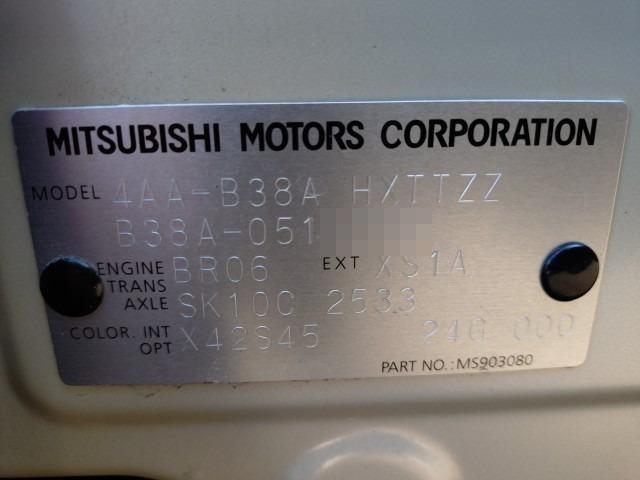 MITSUBISHI MOTORS CORPORATION
MODEL 4AA-B38A HXTTZZ
B38A-051
ENGINE BR06 EXT XS1A
TRANS
AXLE SK10C 2533
COLOR. INT
OPT X42S45 24G 000
PART NO.:MS903080